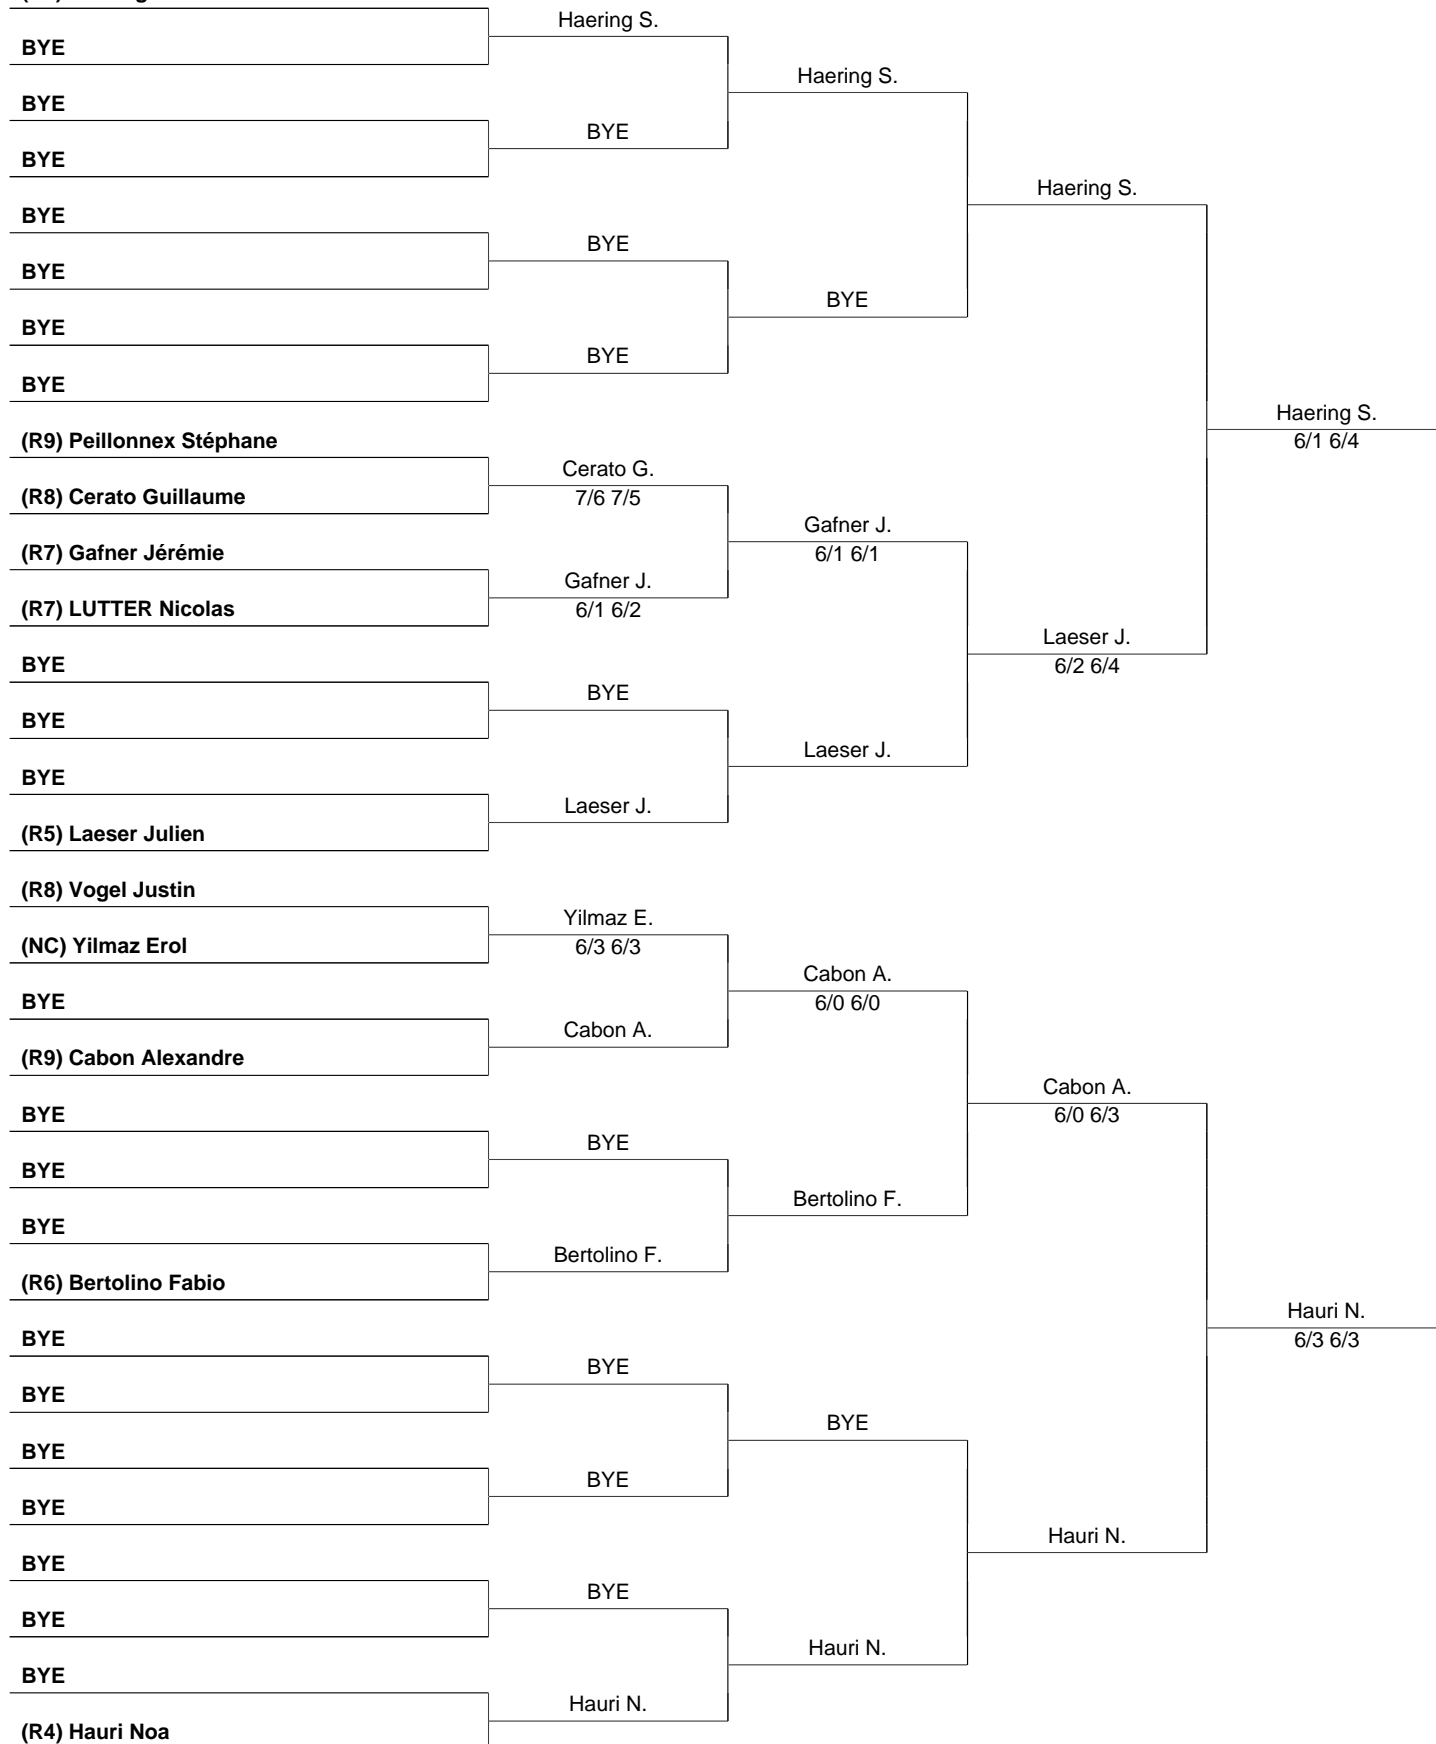 BYE
BYE
BYE
BYE
BYE
BYE
BYE
(R9) Peillonnex Stéphane
(R8) Cerato Guillaume
(R7) Gafner Jérémie
(R7) LUTTER Nicolas
BYE
BYE
BYE
(R5) Laeser Julien
(R8) Vogel Justin
(NC) Yilmaz Erol
BYE
(R9) Cabon Alexandre
BYE
BYE
BYE
(R6) Bertolino Fabio
BYE
BYE
BYE
BYE
BYE
BYE
BYE
(R4) Hauri Noa
Haering S.
BYE
BYE
BYE
Cerato G.
7/6 7/5
Gafner J.
6/1 6/2
BYE
Laeser J.
Yilmaz E.
6/3 6/3
Cabon A.
BYE
Bertolino F.
BYE
BYE
BYE
Hauri N.
Haering S.
BYE
Gafner J.
6/1 6/1
Laeser J.
Cabon A.
6/0 6/0
Bertolino F.
BYE
Hauri N.
Haering S.
Laeser J.
6/2 6/4
Cabon A.
6/0 6/3
Hauri N.
Haering S.
6/1 6/4
Hauri N.
6/3 6/3